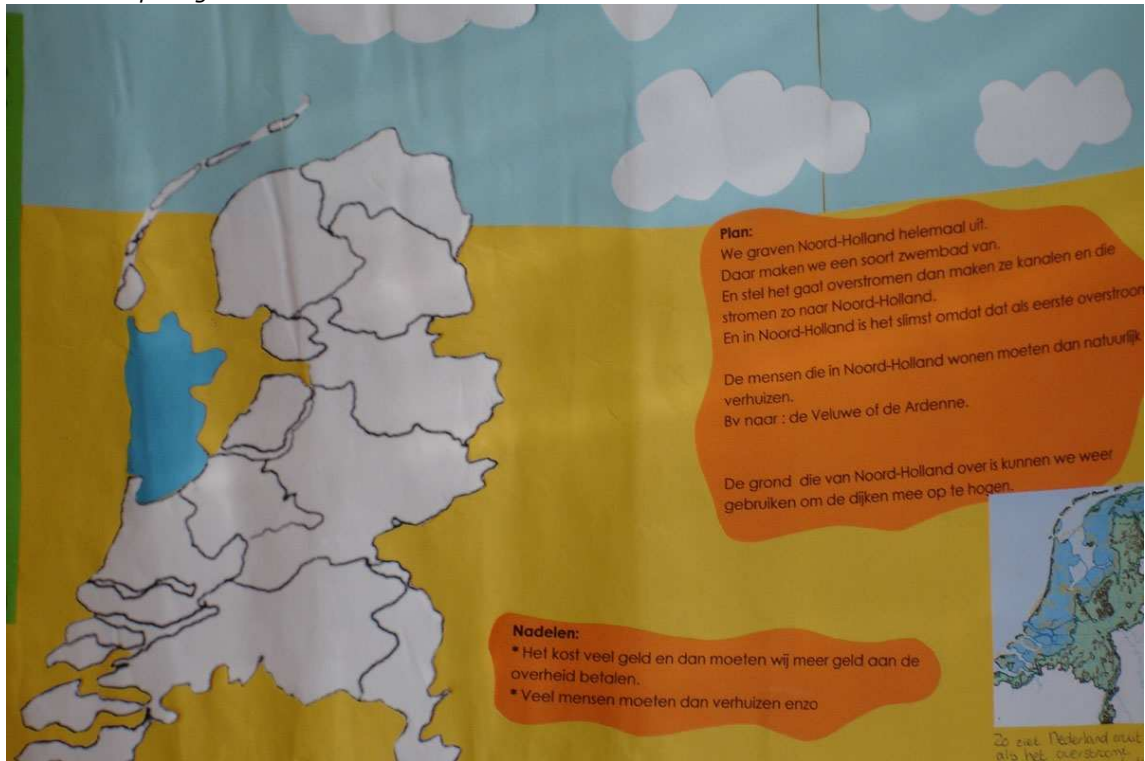 Plan:
We graven Noord-Holland helemaal uit.
Daar maken we een soort zwembad van.
En stel het gaat overstromen dan maken ze kanalen en die
stromen zo naar Noord-Holland.
En in Noord-Holland is het slimst omdat dat als eerste overstroom
De mensen die in Noord-Holland wonen moeten dan natuurlijk
verhuizen.
Bv naar : de Veluwe of de Ardenne.
De grond die van Noord-Holland over is kunnen we weer
gebruiken om de dijken mee op te hogen.
Nadelen:
* Het kost veel geld en dan moeten wij meer geld aan de
overheid betalen.
* Veel mensen moeten dan verhuizen enzo
Zo ziet Nederland eruit
als het overstroomt